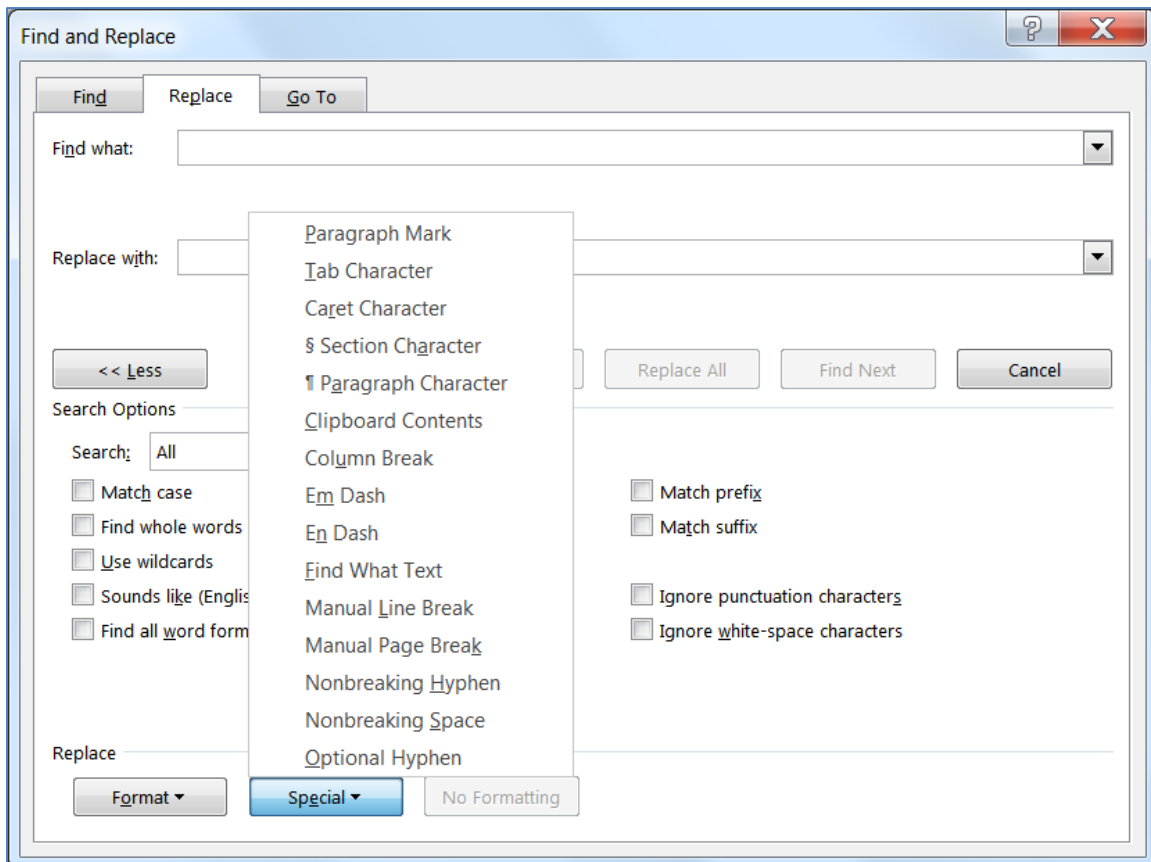 Find and Replace
Find Replace Go To
Find what:
Replace with:
Paragraph Mark
Tab Character
Caret Character
§ Section Character
¶ Paragraph Character
Clipboard Contents
Column Break
Em Dash
En Dash
Find What Text
Manual Line Break
Manual Page Break
Nonbreaking Hyphen
Nonbreaking Space
Optional Hyphen
<< Less Replace All Find Next Cancel
Search Options
Search: All
Match case
Find whole words
Use wildcards
Sounds like (Englis
Find all word form
Match prefix
Match suffix
Ignore punctuation characters
Ignore white-space characters
Replace
Format Special No Formatting